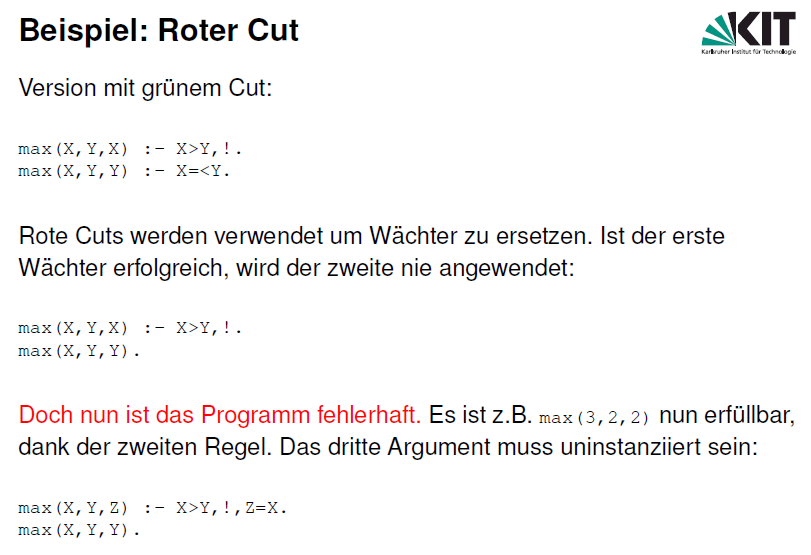 Beispiel: Roter Cut
KIT
Karlsruher Institut für Technologie
Version mit grünem Cut:
max(X,Y,X) :- X>Y,!.
max(X,Y,Y) :- X=<Y.
Rote Cuts werden verwendet um Wächter zu ersetzen. Ist der erste
Wächter erfolgreich, wird der zweite nie angewendet:
max(X,Y,X) :- X>Y,!.
max(X,Y,Y).
Doch nun ist das Programm fehlerhaft. Es ist z.B. max(3,2,2) nun erfüllbar,
dank der zweiten Regel. Das dritte Argument muss uninstanziiert sein:
max(X,Y,Z) :- X>Y,!,Z=X.
max(X,Y,Y).